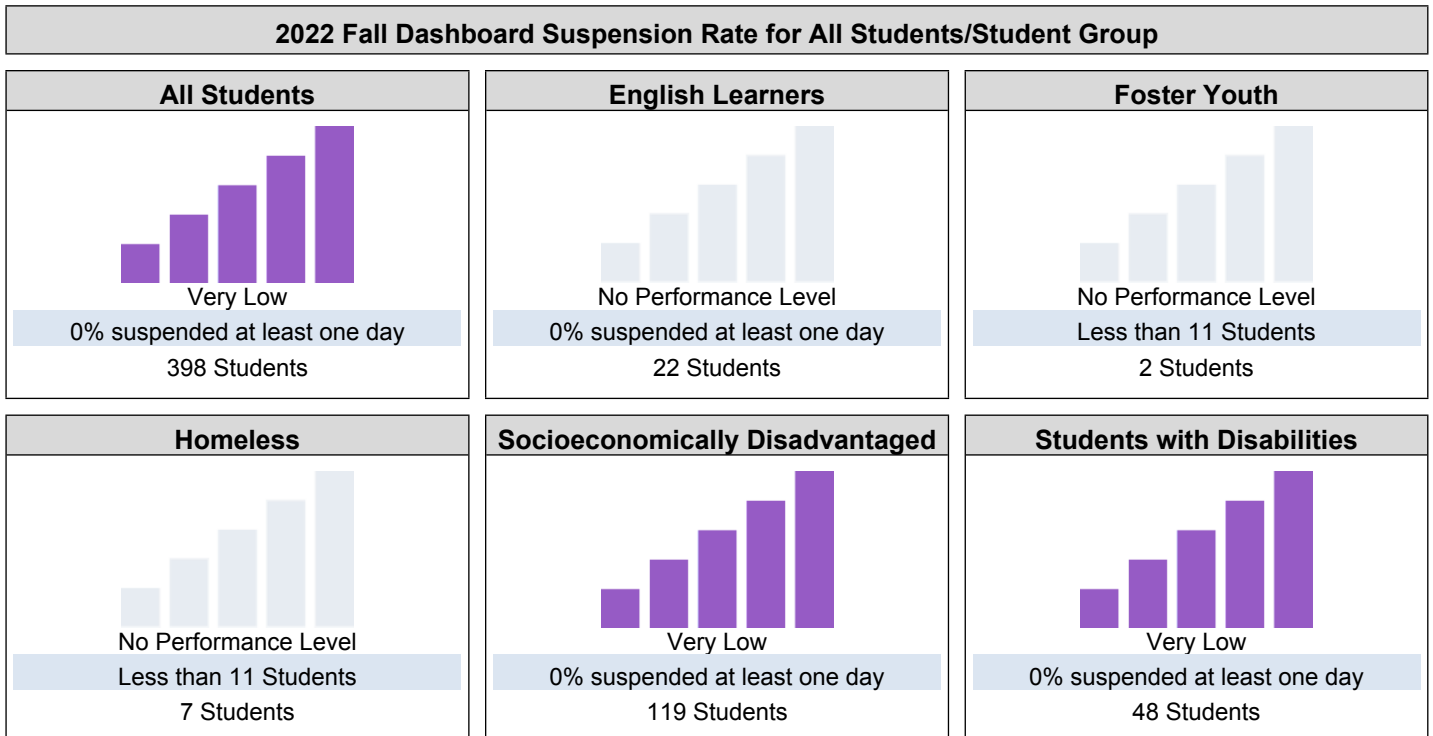 2022 Fall Dashboard Suspension Rate for All Students/Student Group
All Students
Very Low
0% suspended at least one day
398 Students
English Learners
No Performance Level
0% suspended at least one day
22 Students
Foster Youth
No Performance Level
Less than 11 Students
2 Students
Homeless
No Performance Level
Less than 11 Students
7 Students
Socioeconomically Disadvantaged
Very Low
0% suspended at least one day
119 Students
Students with Disabilities
Very Low
0% suspended at least one day
48 Students